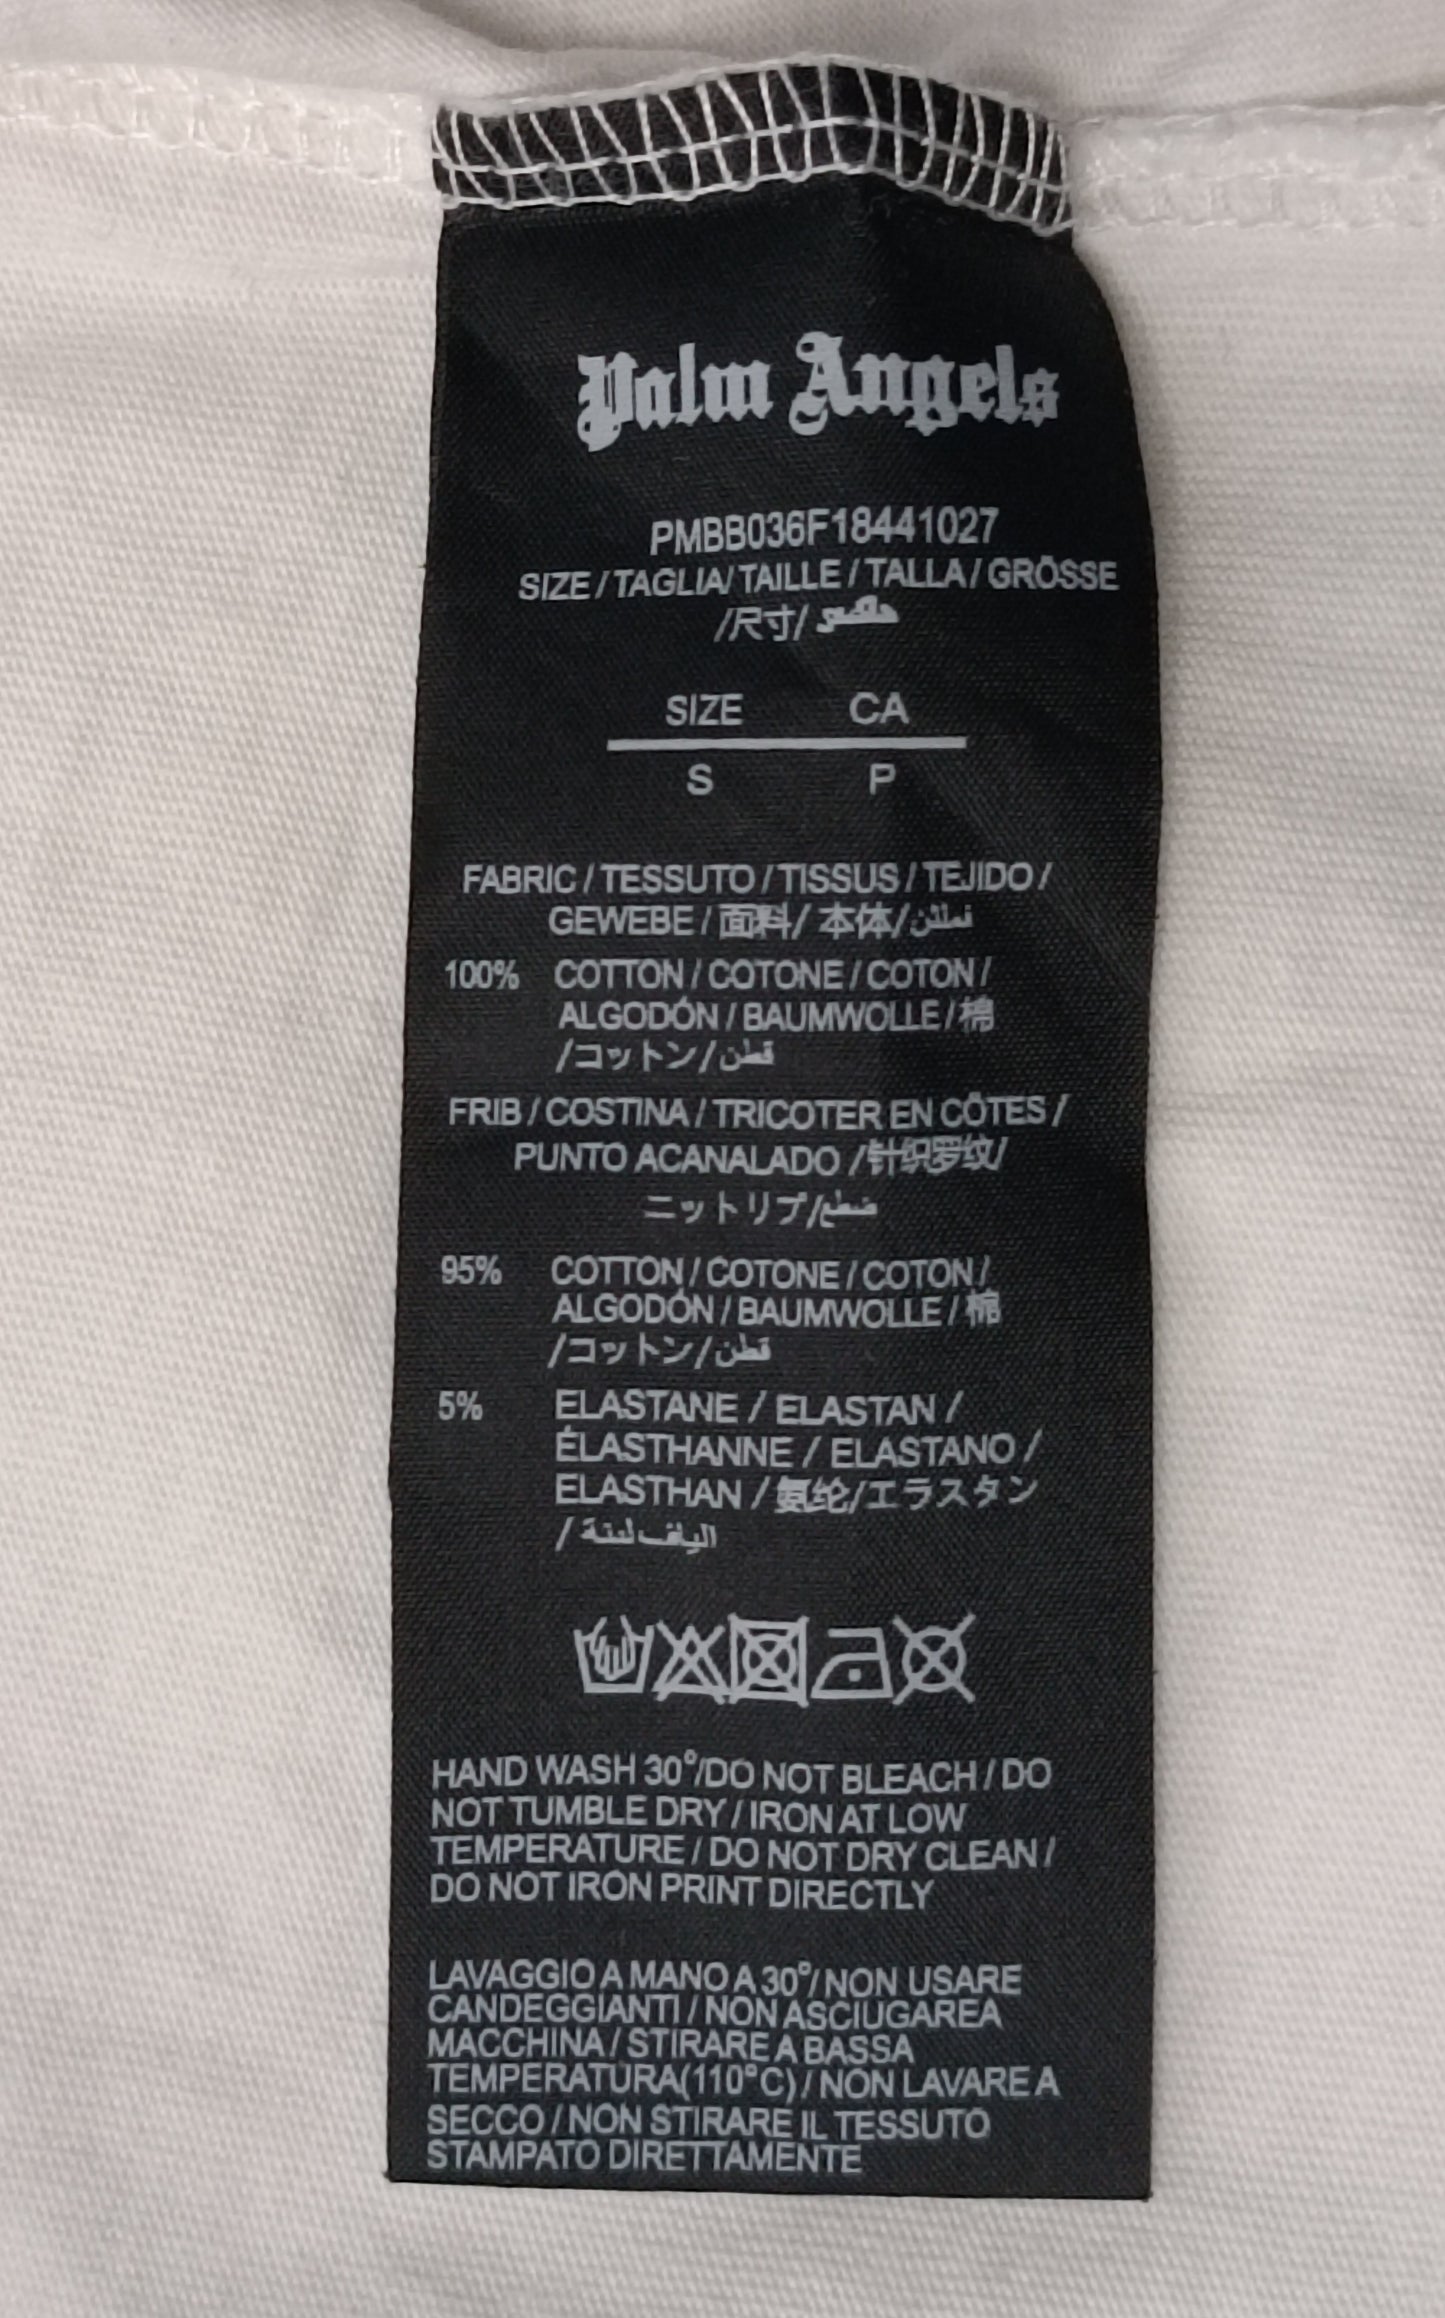 Palm Angels
PMBB036F18441027
SIZE / TAGLIA/ TAILLE / TALLA / GRÖSSE
/尺寸/
SIZE CA
S P
FABRIC / TESSUTO / TISSUS / TEJIDO /
GEWEBE / 面料/ 本体/
100% COTTON / COTONE / COTON /
ALGODÓN / BAUMWOLLE / 棉
/コットン/ قطن
FRIB / COSTINA / TRICOTER EN CÔTES /
PUNTO ACANALADO /针织罗纹/
ニットリブ/
95% COTTON / COTONE / COTON /
ALGODÓN / BAUMWOLLE / 棉
/コットン/ قطن
5% ELASTANE / ELASTAN /
ÉLASTHANNE / ELASTANO /
ELASTHAN / 氨纶/エラスタン
/
HAND WASH 30°/DO NOT BLEACH / DO
NOT TUMBLE DRY / IRON AT LOW
TEMPERATURE / DO NOT DRY CLEAN /
DO NOT IRON PRINT DIRECTLY
LAVAGGIO A MANO A 30°/ NON USARE
CANDEGGIANTI / NON ASCIUGAREA
MACCHINA / STIRARE A BASSA
TEMPERATURA(110°C) / NON LAVARE A
SECCO / NON STIRARE IL TESSUTO
STAMPATO DIRETTAMENTE